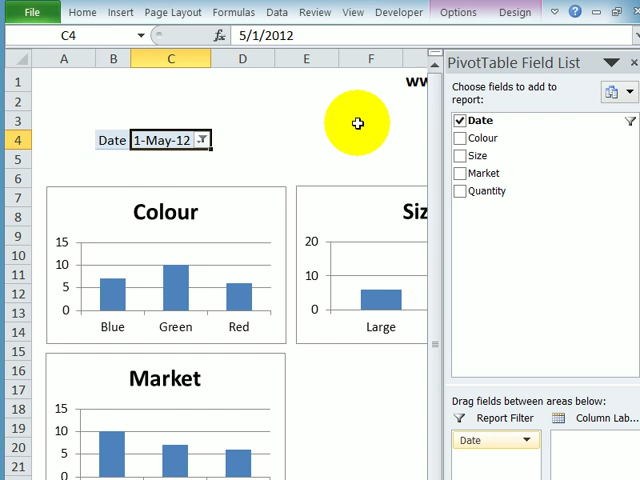 File Home Insert Page Layout Formulas Data Review View Developer Options Design
C4 fx 5/1/2012
A B C D E F
PivotTable Field List
Choose fields to add to report:
Date
Colour
Size
Market
Quantity
1
2
3
4
5
6
7
8
9
10
11
12
13
14
15
16
17
18
19
20
21
ww
Date 1-May-12
Colour
15
10
5
0
Blue Green Red
Siz
20
10
0
Large
Market
15
10
5
0
Drag fields between areas below:
Report Filter Column Lab...
Date